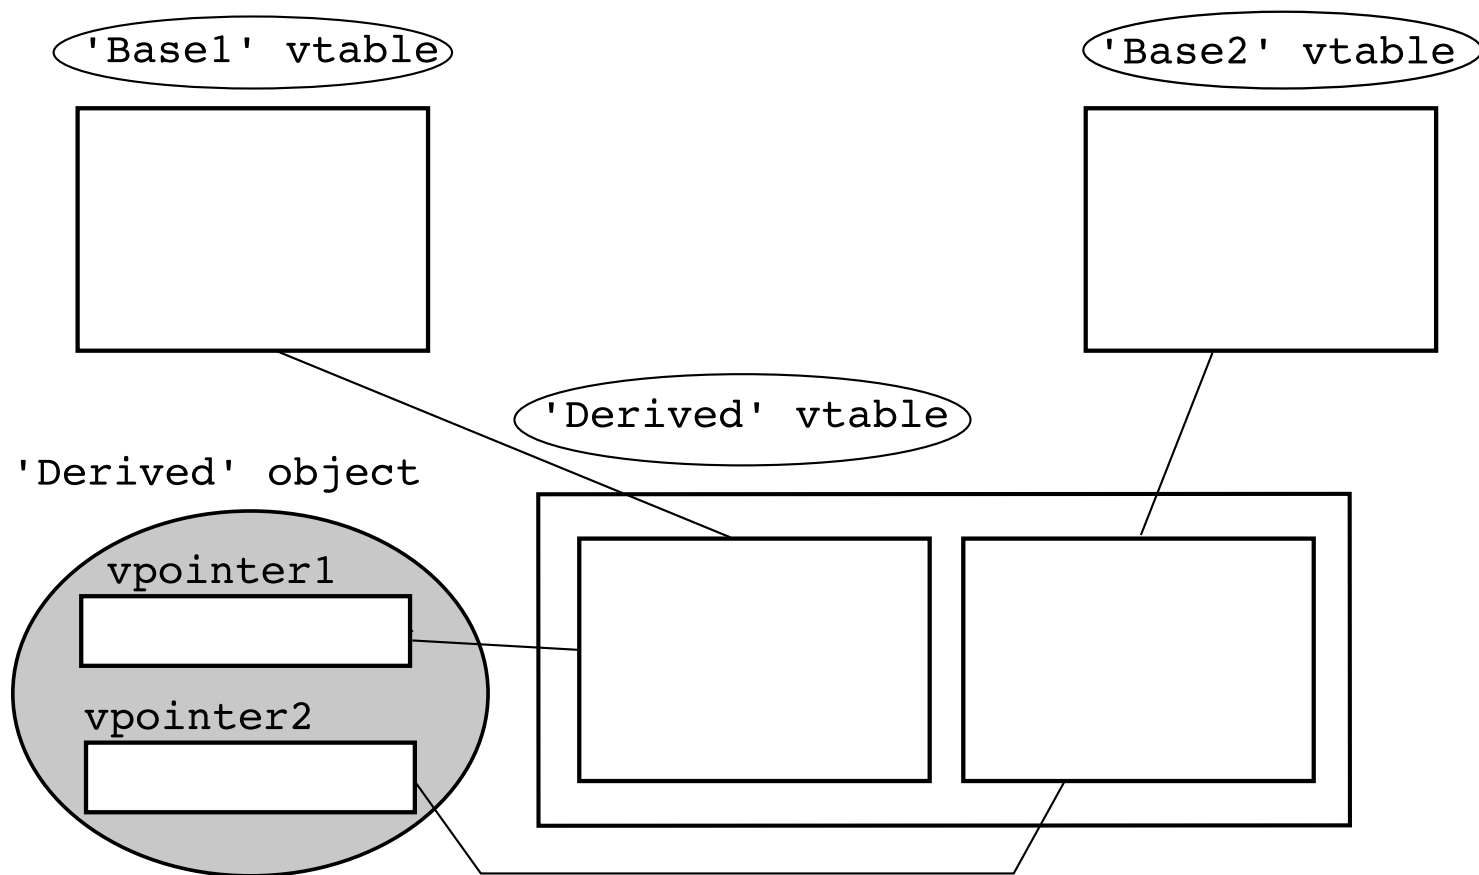 'Base1' vtable
'Base2' vtable
'Derived' vtable
'Derived' object
vpointer1
vpointer2